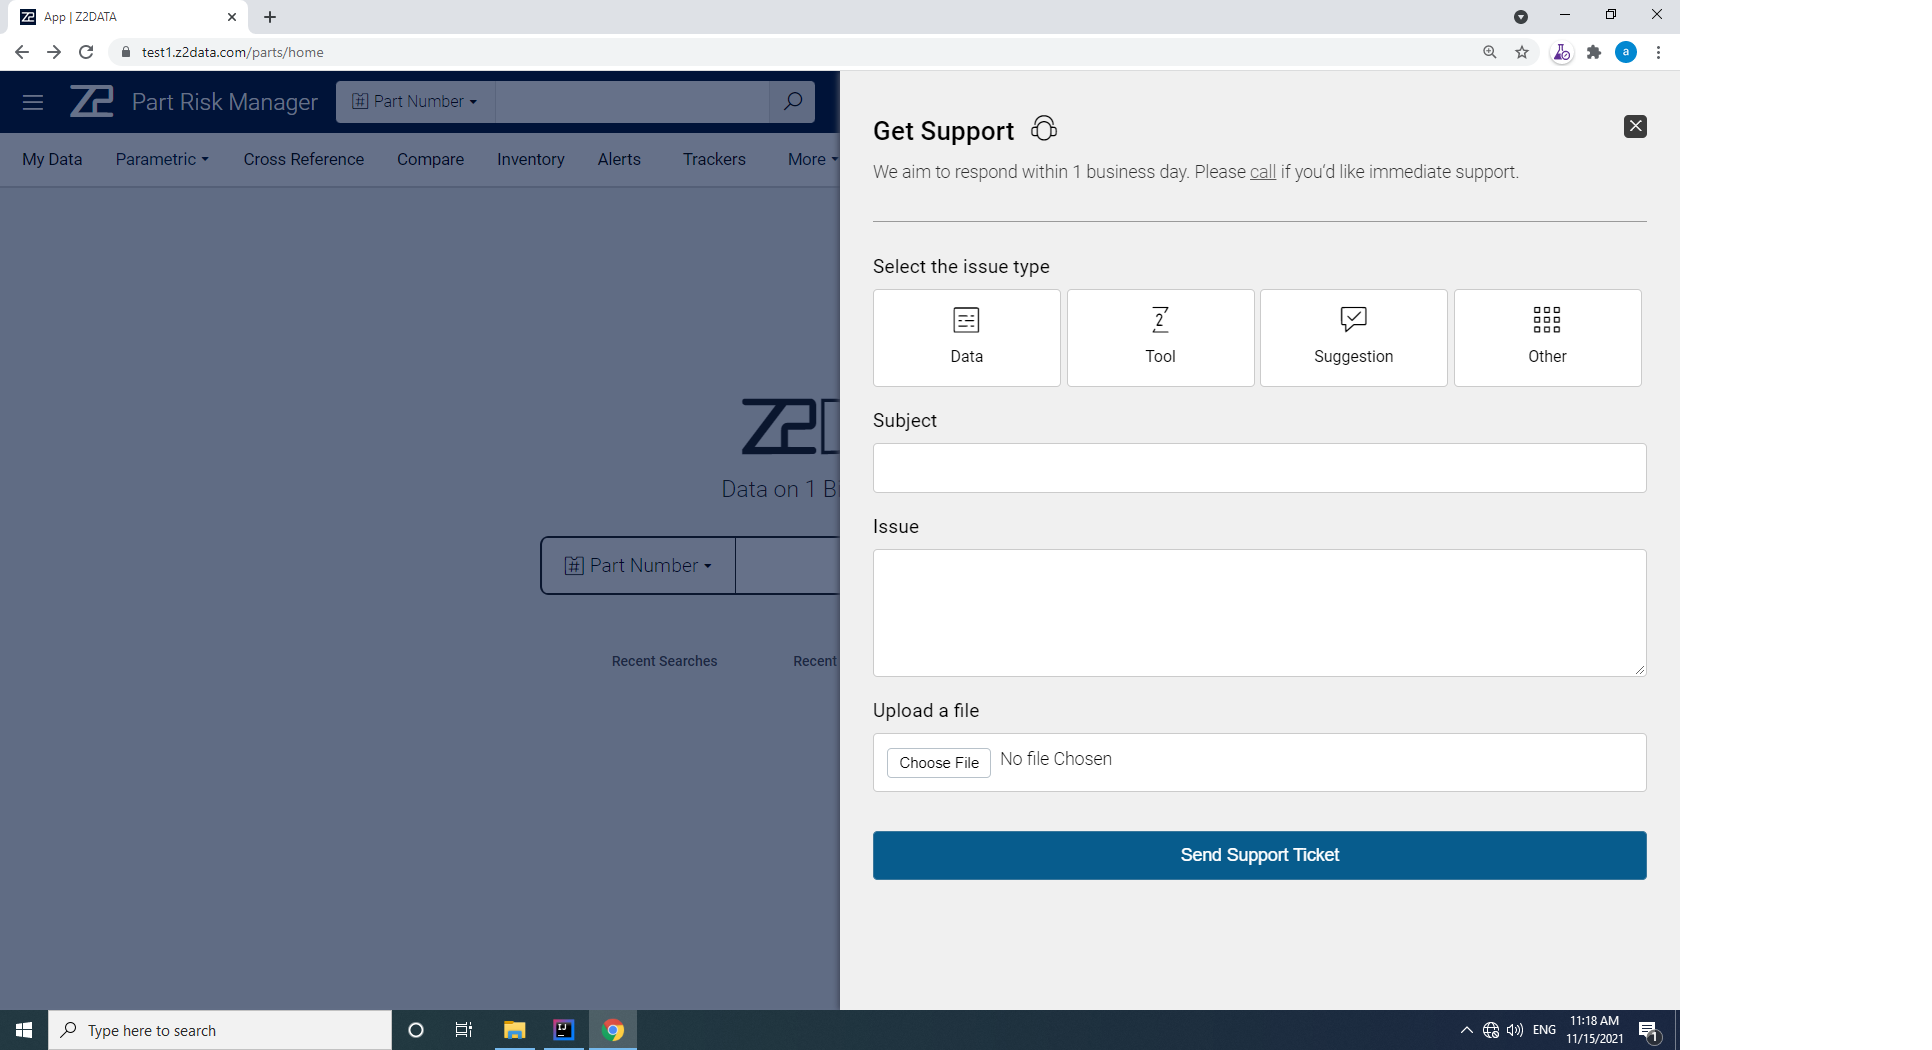 App | Z2DATA
test1.z2data.com/parts/home
a
Z2 Part Risk Manager Part Number
My Data Parametric Cross Reference Compare Inventory Alerts Trackers More
Z2D
Data on 1 B
Part Number
Recent Searches Recent
Get Support
We aim to respond within 1 business day. Please call if you'd like immediate support.
Select the issue type
Data Tool Suggestion Other
Subject
Issue
Upload a file
Choose File No file Chosen
Send Support Ticket
Type here to search
IJ
ENG
11:18 AM
11/15/2021
1